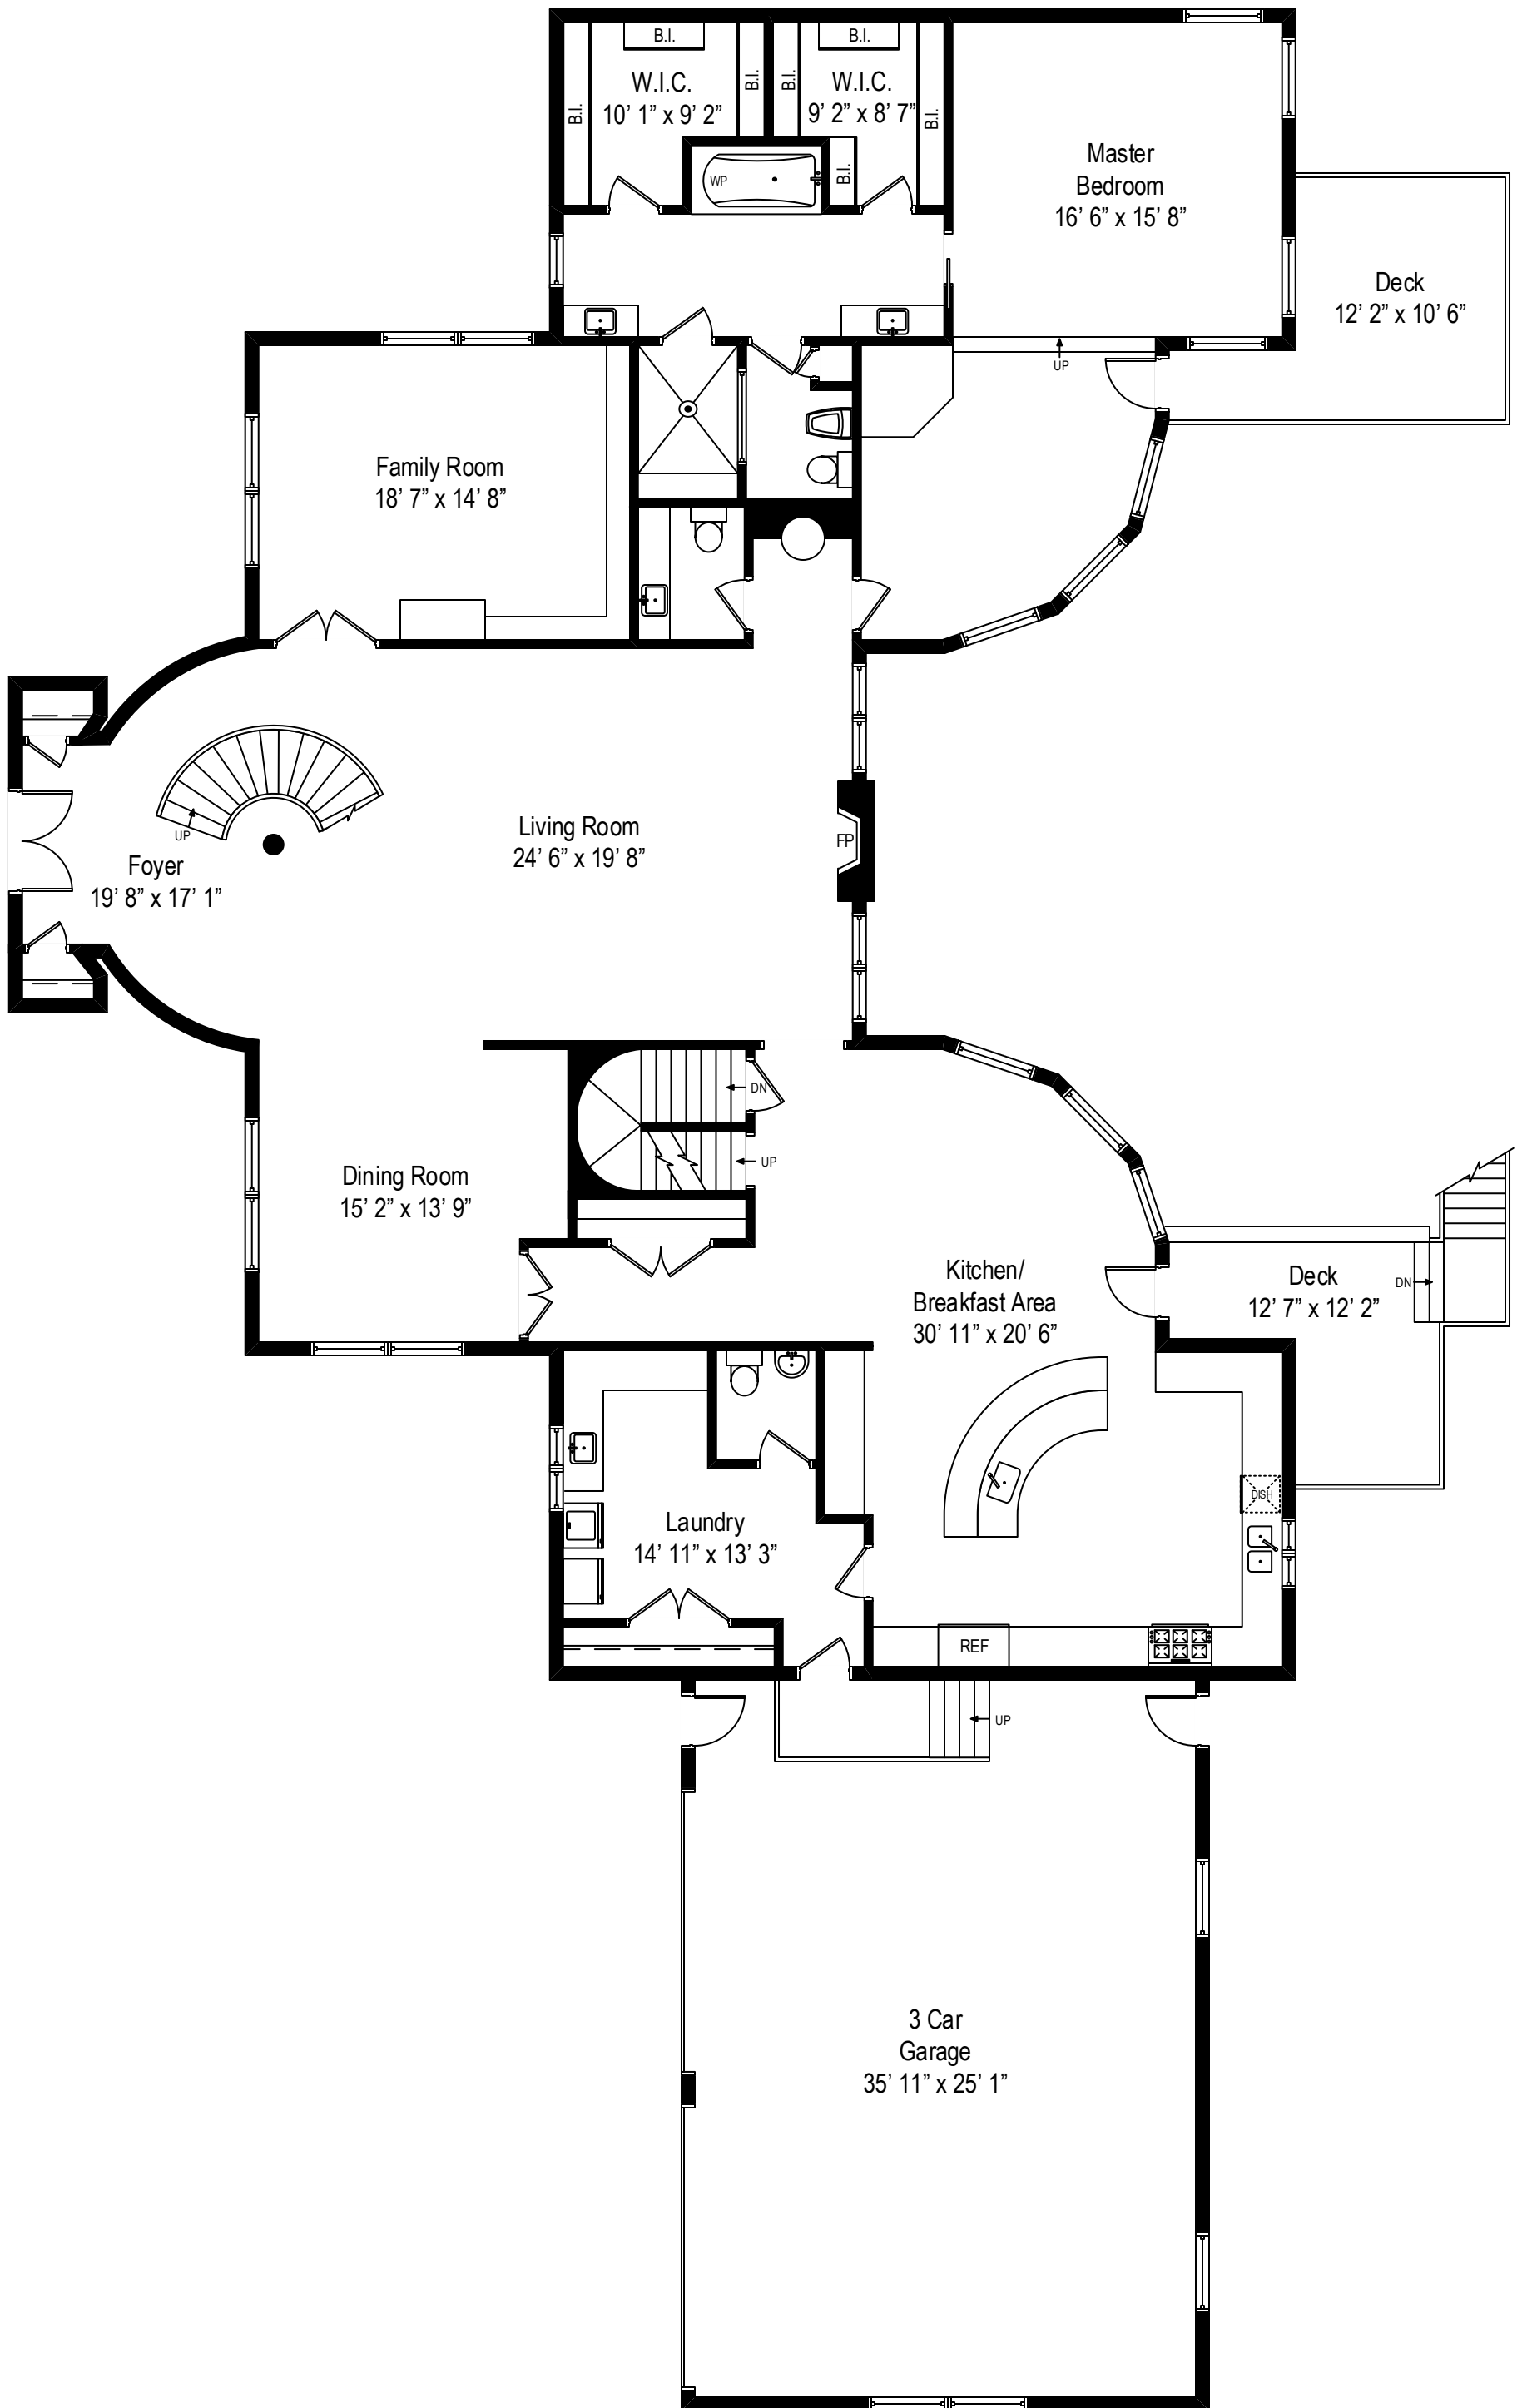 B.I.
B.I.
W.I.C.
10’ 1” x 9’ 2”
B.I.
B.I.
B.I.
W.I.C.
9’ 2” x 8’ 7”
B.I.
B.I.
WP
Master
Bedroom
16’ 6” x 15’ 8”
Deck
12’ 2” x 10’ 6”
UP
Family Room
18’ 7” x 14’ 8”
UP
Foyer
19’ 8” x 17’ 1”
Living Room
24’ 6” x 19’ 8”
FP
DN
UP
Dining Room
15’ 2” x 13’ 9”
Kitchen/
Breakfast Area
30’ 11” x 20’ 6”
Deck
12’ 7” x 12’ 2”
DN
DISH
Laundry
14’ 11” x 13’ 3”
REF
UP
3 Car
Garage
35’ 11” x 25’ 1”